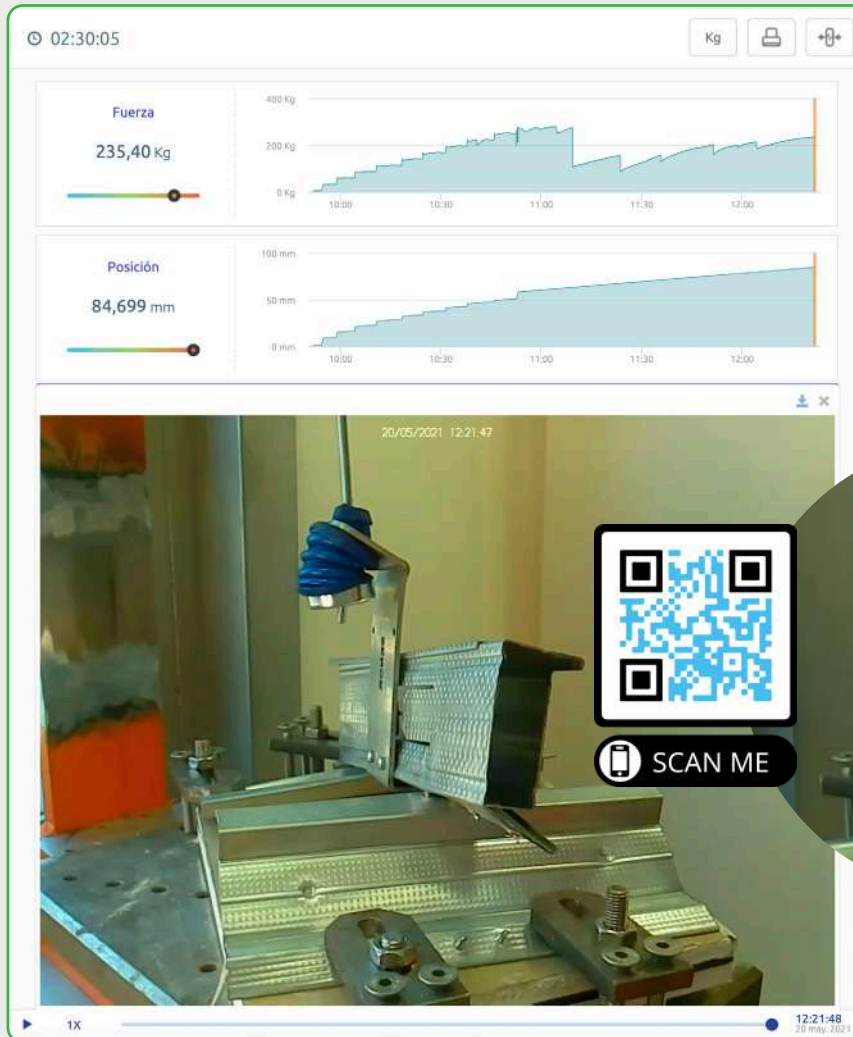 02:30:05
Kg
Fuerza
235,40 Kg
400 Kg
200 Kg
0 Kg
10:00 10:30 11:00 11:30 12:00
Posición
84,699 mm
100 mm
50 mm
0 mm
10:00 10:30 11:00 11:30 12:00
20/05/2021 12:21:47
SCAN ME
1X
12:21:48
20 may. 2021